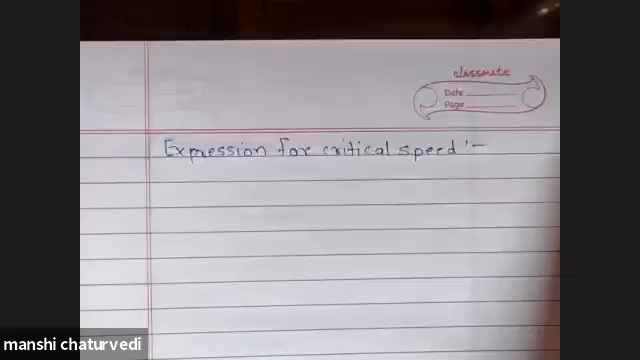 classmate
Date
Page
Expression for critical speed :-
manshi chaturvedi